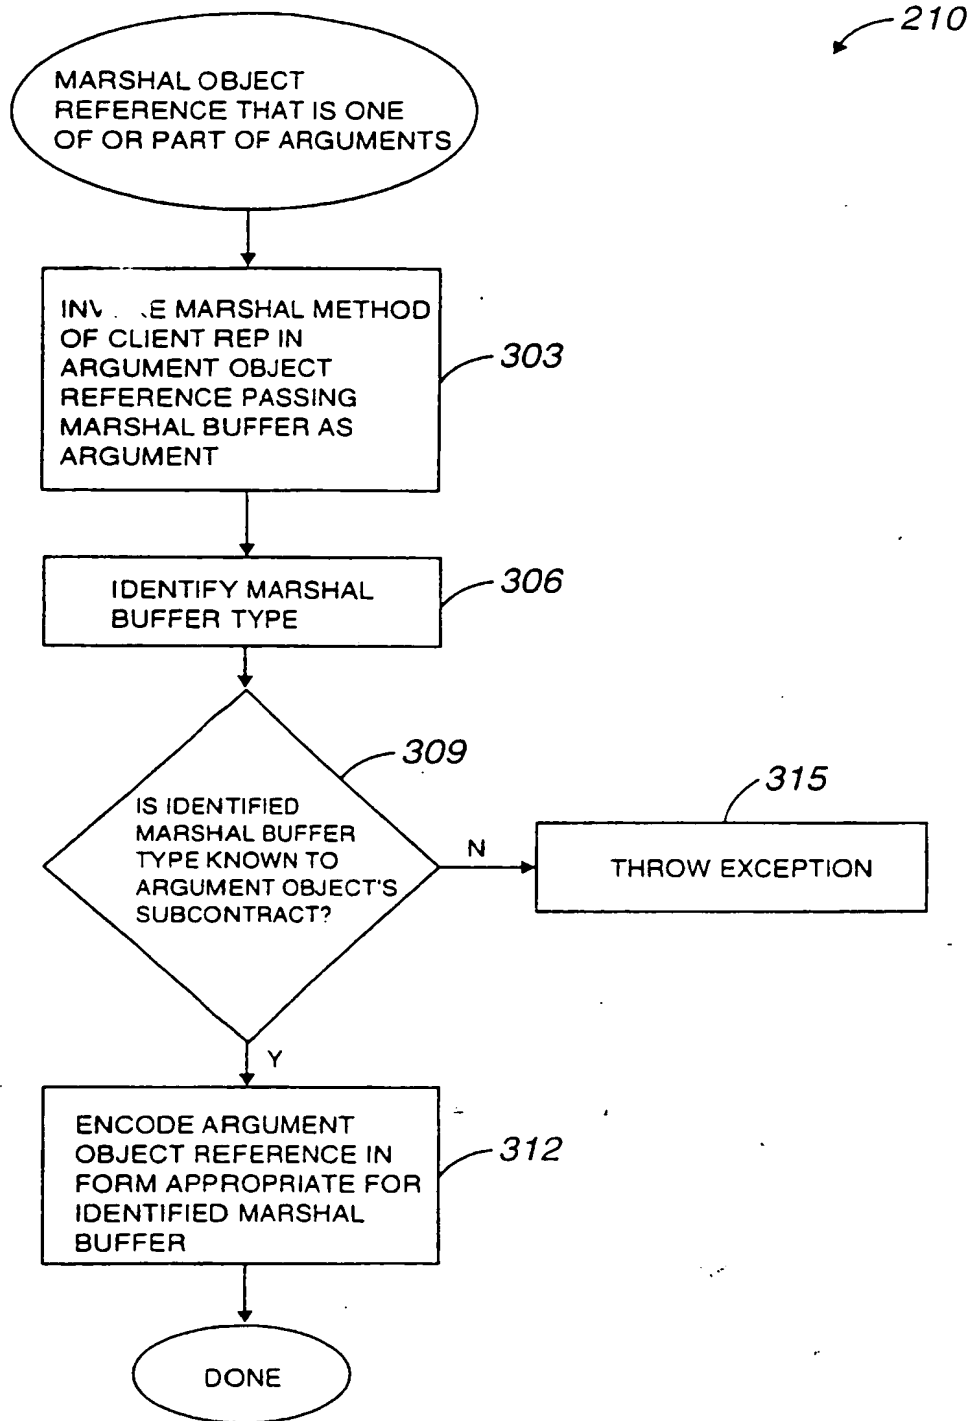 210
MARSHAL OBJECT
REFERENCE THAT IS ONE
OF OR PART OF ARGUMENTS
MARSHAL METHOD
OF CLIENT REP IN
ARGUMENT OBJECT
REFERENCE PASSING
MARSHAL BUFFER AS
ARGUMENT
303
IDENTIFY MARSHAL
BUFFER TYPE
306
309
IS IDENTIFIED
MARSHAL BUFFER
TYPE KNOWN TO
ARGUMENT OBJECT'S
SUBCONTRACT?
N
315
THROW EXCEPTION
Y
ENCODE ARGUMENT
OBJECT REFERENCE IN
FORM APPROPRIATE FOR
IDENTIFIED MARSHAL
BUFFER
312
DONE